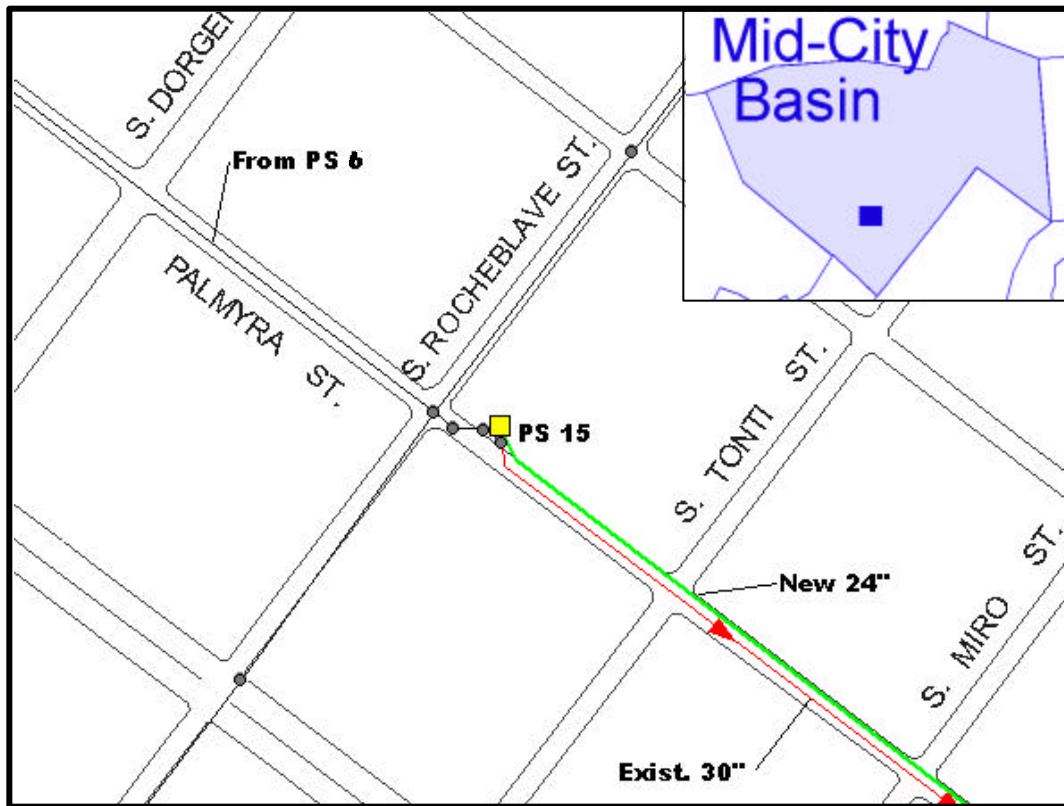 Mid-City
Basin
S. DORGE
From PS 6
S. ROCHEBLAVE ST.
PALMYRA ST.
PS 15
S. TONTI ST.
New 24"
S. MIRO ST.
Exist. 30"